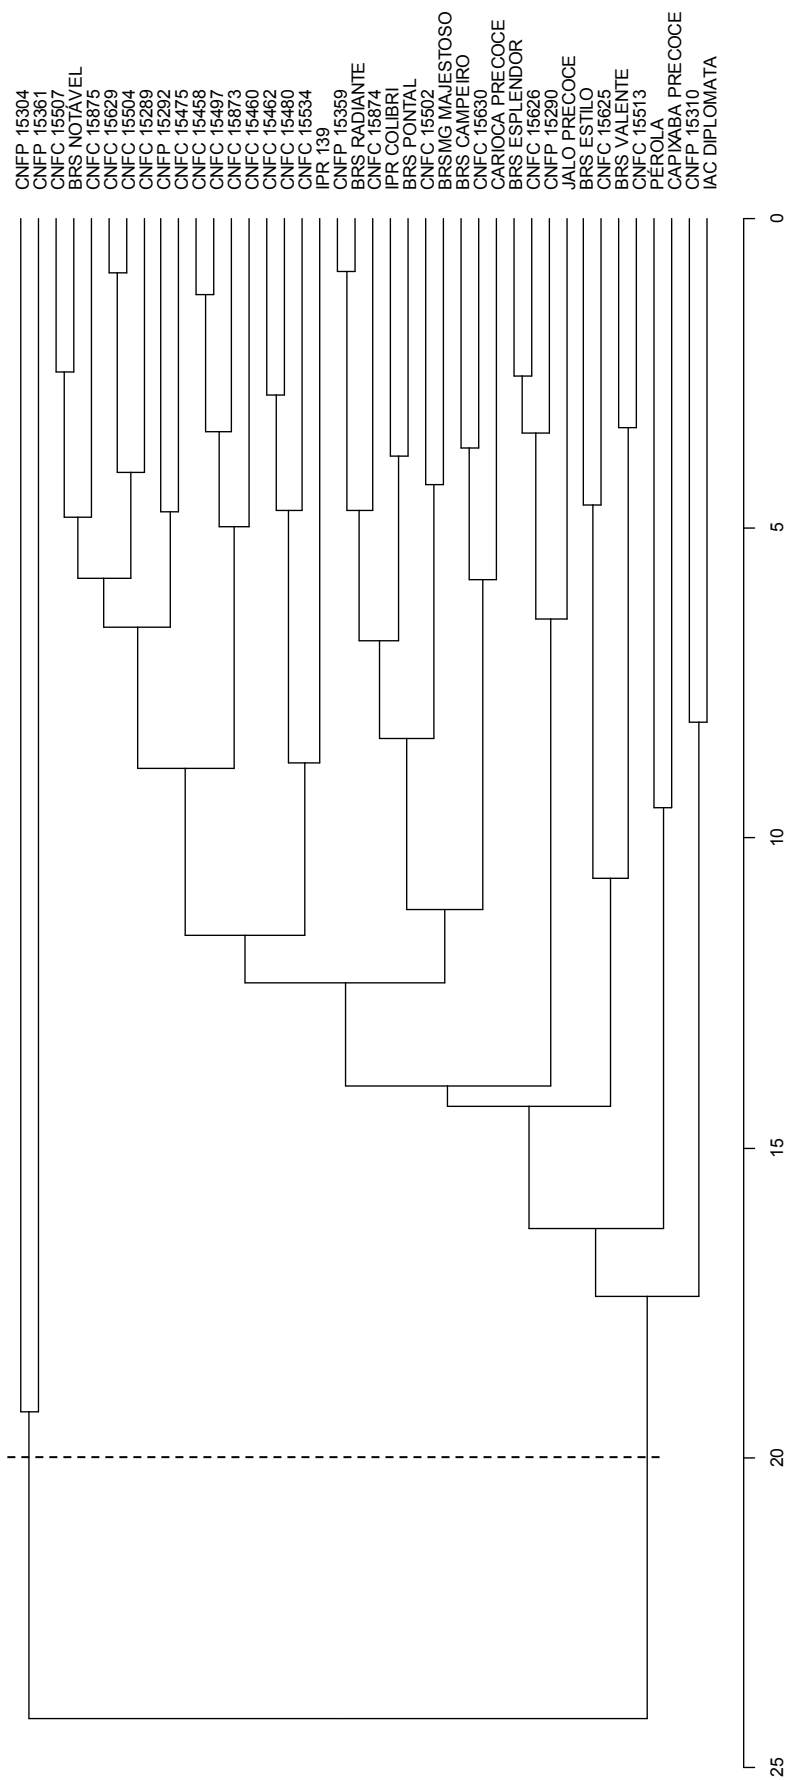 CNFP 15304
CNFP 15361
CNFC 15507
BRS NOTÁVEL
CNFC 15875
CNFC 15629
CNFC 15504
CNFC 15289
CNFP 15292
CNFC 15475
CNFC 15458
CNFC 15497
CNFC 15873
CNFC 15460
CNFC 15462
CNFC 15480
CNFC 15534
IPR 139
CNFP 15359
BRS RADIANTE
CNFC 15874
IPR COLIBRI
BRS PONTAL
CNFC 15502
BRSMG MAJESTOSO
BRS CAMPEIRO
CNFC 15630
CARIOCA PRECOCE
BRS ESPLENDOR
CNFC 15626
CNFP 15290
JALO PRECOCE
BRS ESTILO
CNFC 15625
BRS VALENTE
CNFC 15513
PÉROLA
CAPIXABA PRECOCE
CNFP 15310
IAC DIPLOMATA
0
5
10
15
20
25